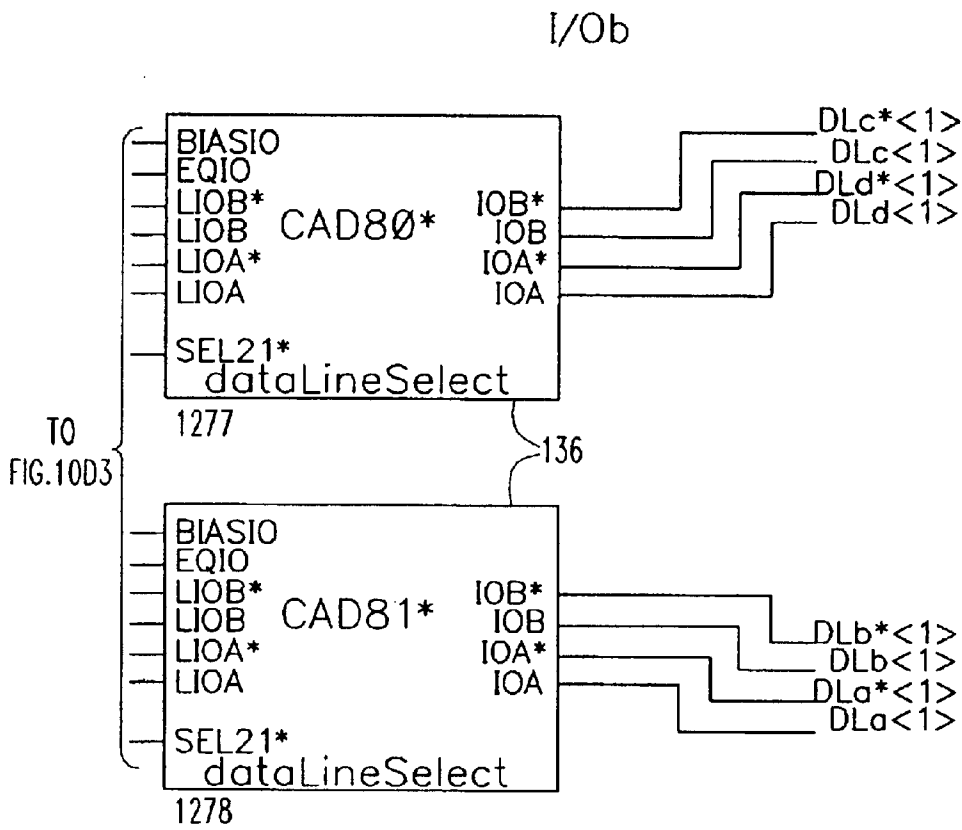 I/Ob
BIASIO
EQIO
LIOB*
LIOB
LIOA*
LIOA
SEL21*
CAD80*
IOB*
IOB
IOA*
IOA
dataLineSelect
DLc*<1>
DLc<1>
DLd*<1>
DLd<1>
1277
136
TO
FIG.10D3
BIASIO
EQIO
LIOB*
LIOB
LIOA*
LIOA
SEL21*
CAD81*
IOB*
IOB
IOA*
IOA
dataLineSelect
DLb*<1>
DLb<1>
DLa*<1>
DLa<1>
1278